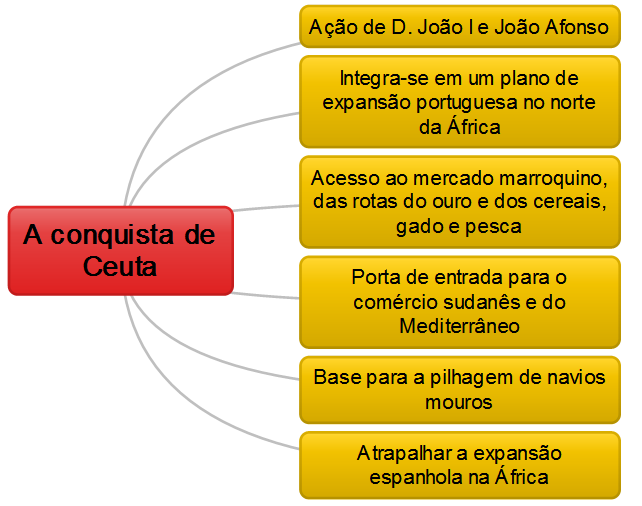 Ação de D. João I e João Afonso
Integra-se em um plano de
expansão portuguesa no norte
da África
Acesso ao mercado marroquino,
das rotas do ouro e dos cereais,
gado e pesca
A conquista de
Ceuta
Porta de entrada para o
comércio sudanês e do
Mediterrâneo
Base para a pilhagem de navios
mouros
Atrapalhar a expansão
espanhola na África